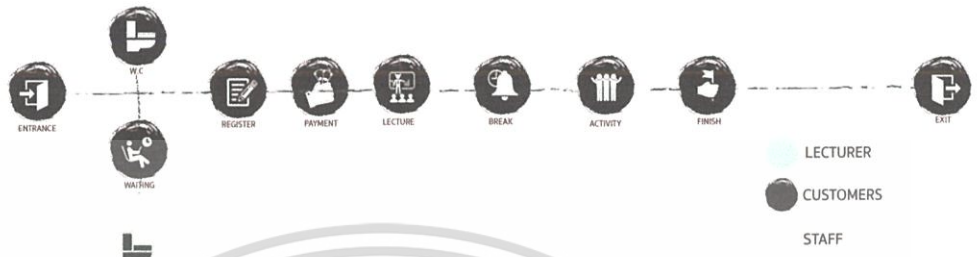 W.C
ENTRANCE
REGISTER
PAYMENT
LECTURE
BREAK
ACTIVITY
FINISH
EXIT
WAITING
LECTURER
CUSTOMERS
STAFF